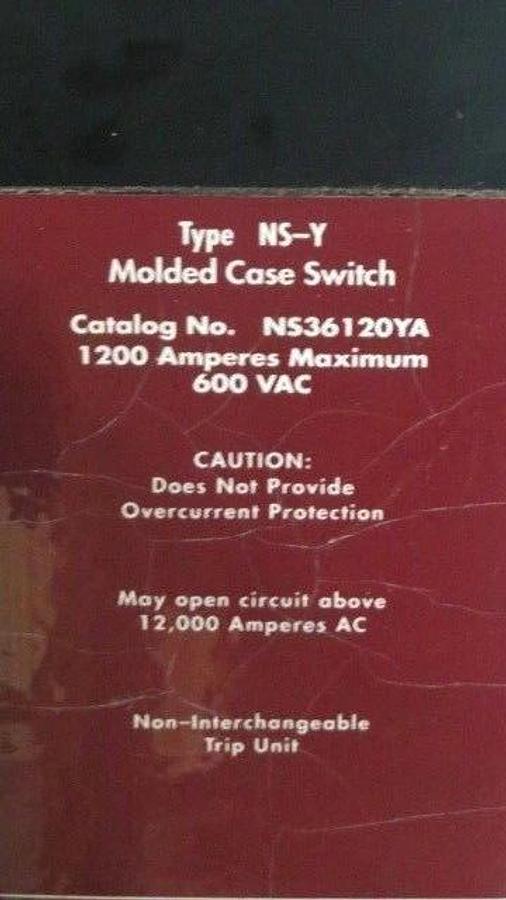 Type NS-Y
Molded Case Switch
Catalog No. NS36120YA
1200 Amperes Maximum
600 VAC
CAUTION:
Does Not Provide
Overcurrent Protection
May open circuit above
12,000 Amperes AC
Non-Interchangeable
Trip Unit